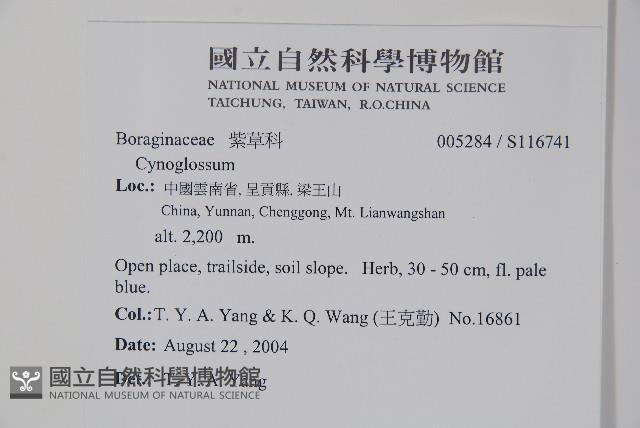 國立自然科學博物館
NATIONAL MUSEUM OF NATURAL SCIENCE
TAICHUNG, TAIWAN, R.O.CHINA
Boraginaceae 紫草科 005284 / S116741
Cynoglossum
Loc.: 中國雲南省, 呈貢縣, 梁王山
China, Yunnan, Chenggong, Mt. Lianwangshan
alt. 2,200 m.
Open place, trailside, soil slope. Herb, 30 - 50 cm, fl. pale
blue.
Col.: T. Y. A. Yang & K. Q. Wang (王克勤) No.16861
Date: August 22 , 2004
Det.: T. Y. A. Yang
國立自然科學博物館
NATIONAL MUSEUM OF NATURAL SCIENCE